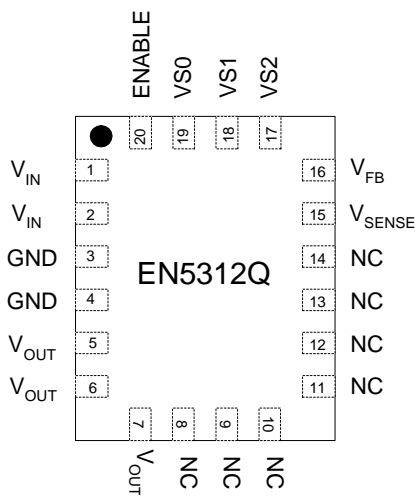 ENABLE VS0 VS1 VS2
20 19 18 17
V_IN 1 16 V_FB
V_IN 2 15 V_SENSE
GND 3 14 NC
EN5312Q
GND 4 13 NC
V_OUT 5 12 NC
V_OUT 6 11 NC
7 8 9 10
V_OUT NC NC NC